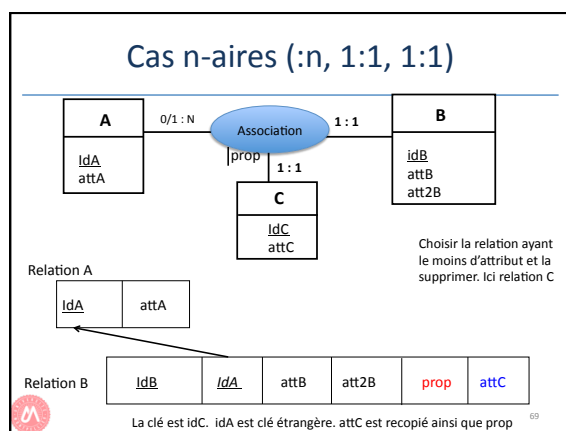 Cas n-aires (:n, 1:1, 1:1)
A
IdA
attA
0/1 : N
Association
prop
1 : 1
B
idB
attB
att2B
1 : 1
C
IdC
attC
Choisir la relation ayant
le moins d'attribut et la
supprimer. Ici relation C
Relation A
IdA attA
Relation B IdB IdA attB att2B prop attC
La clé est idC. idA est clé étrangère. attC est recopié ainsi que prop
69